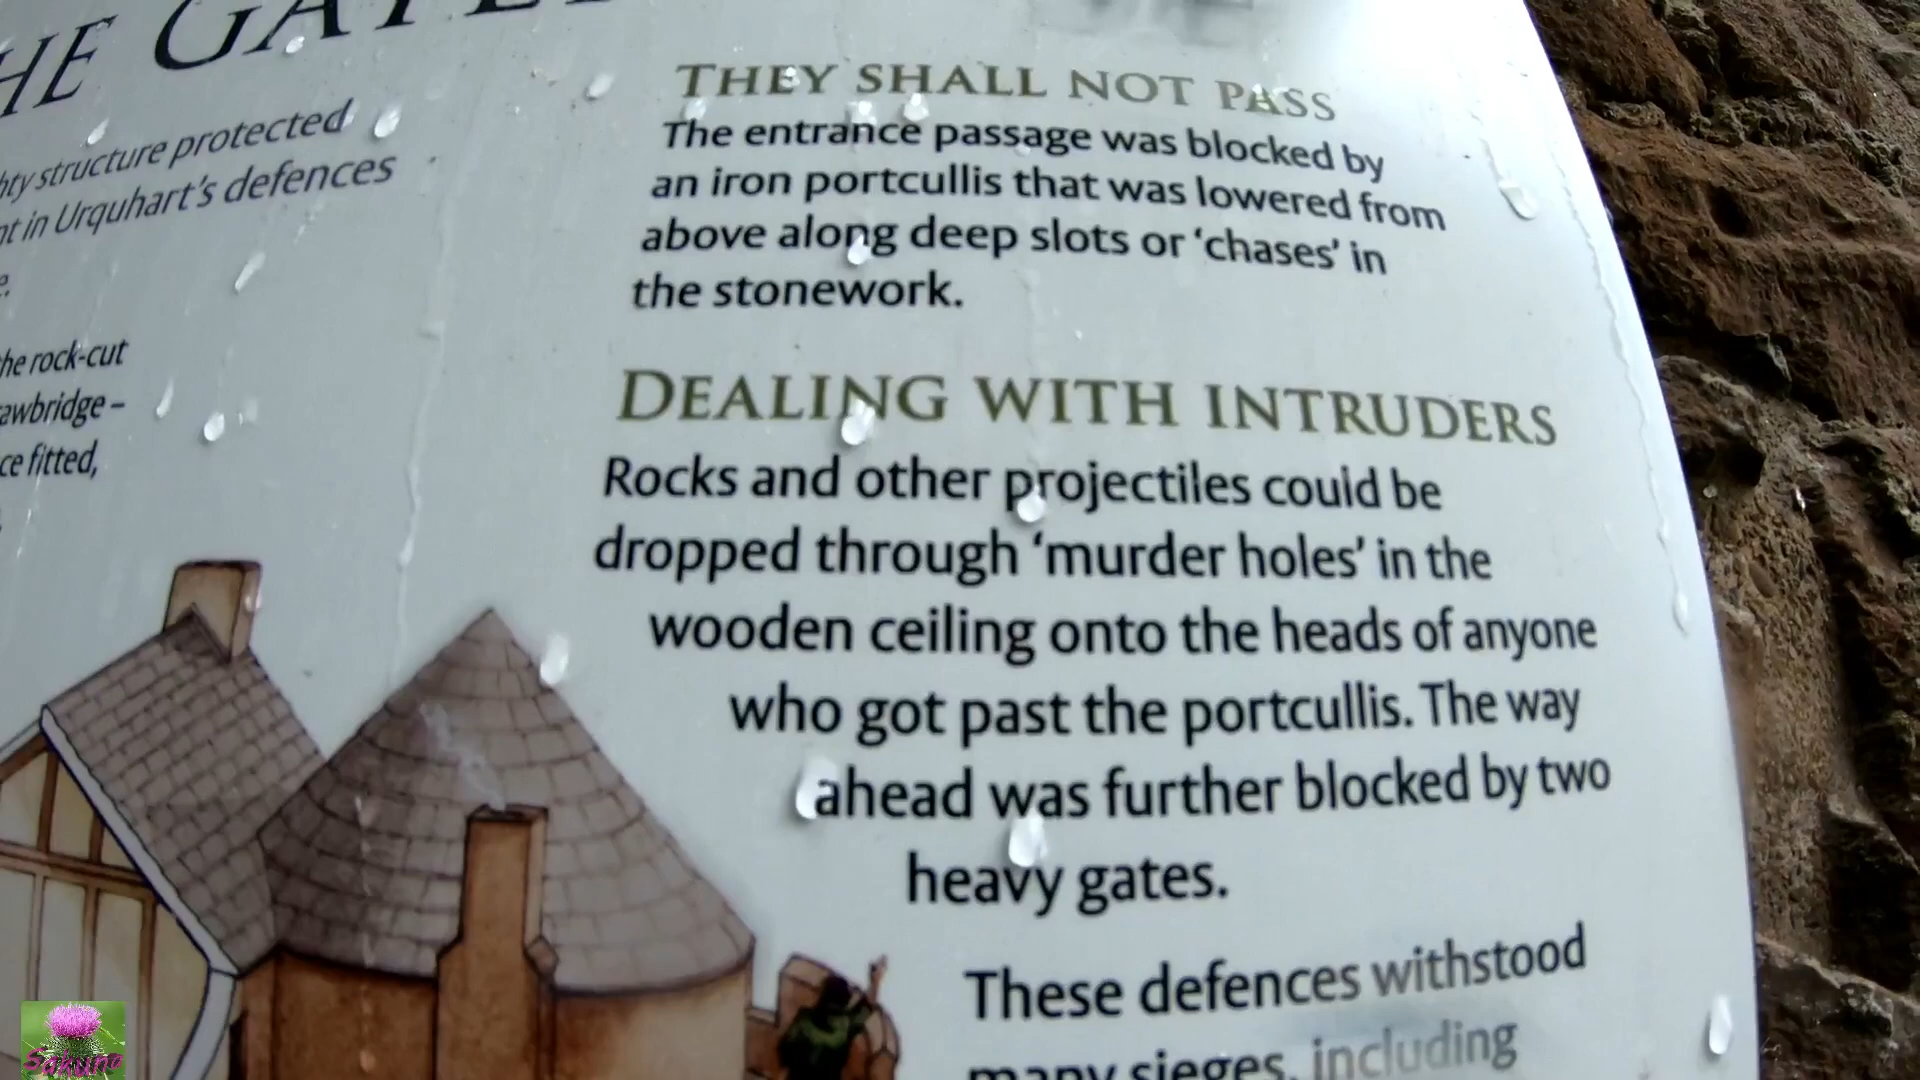 HE GATE
hty structure protected
nt in Urquhart's defences
e.
he rock-cut
awbridge –
ce fitted,
THEY SHALL NOT PASS
The entrance passage was blocked by
an iron portcullis that was lowered from
above along deep slots or 'chases' in
the stonework.
DEALING WITH INTRUDERS
Rocks and other projectiles could be
dropped through 'murder holes' in the
wooden ceiling onto the heads of anyone
who got past the portcullis. The way
ahead was further blocked by two
heavy gates.
These defences withstood
many sieges, including
Sakuna